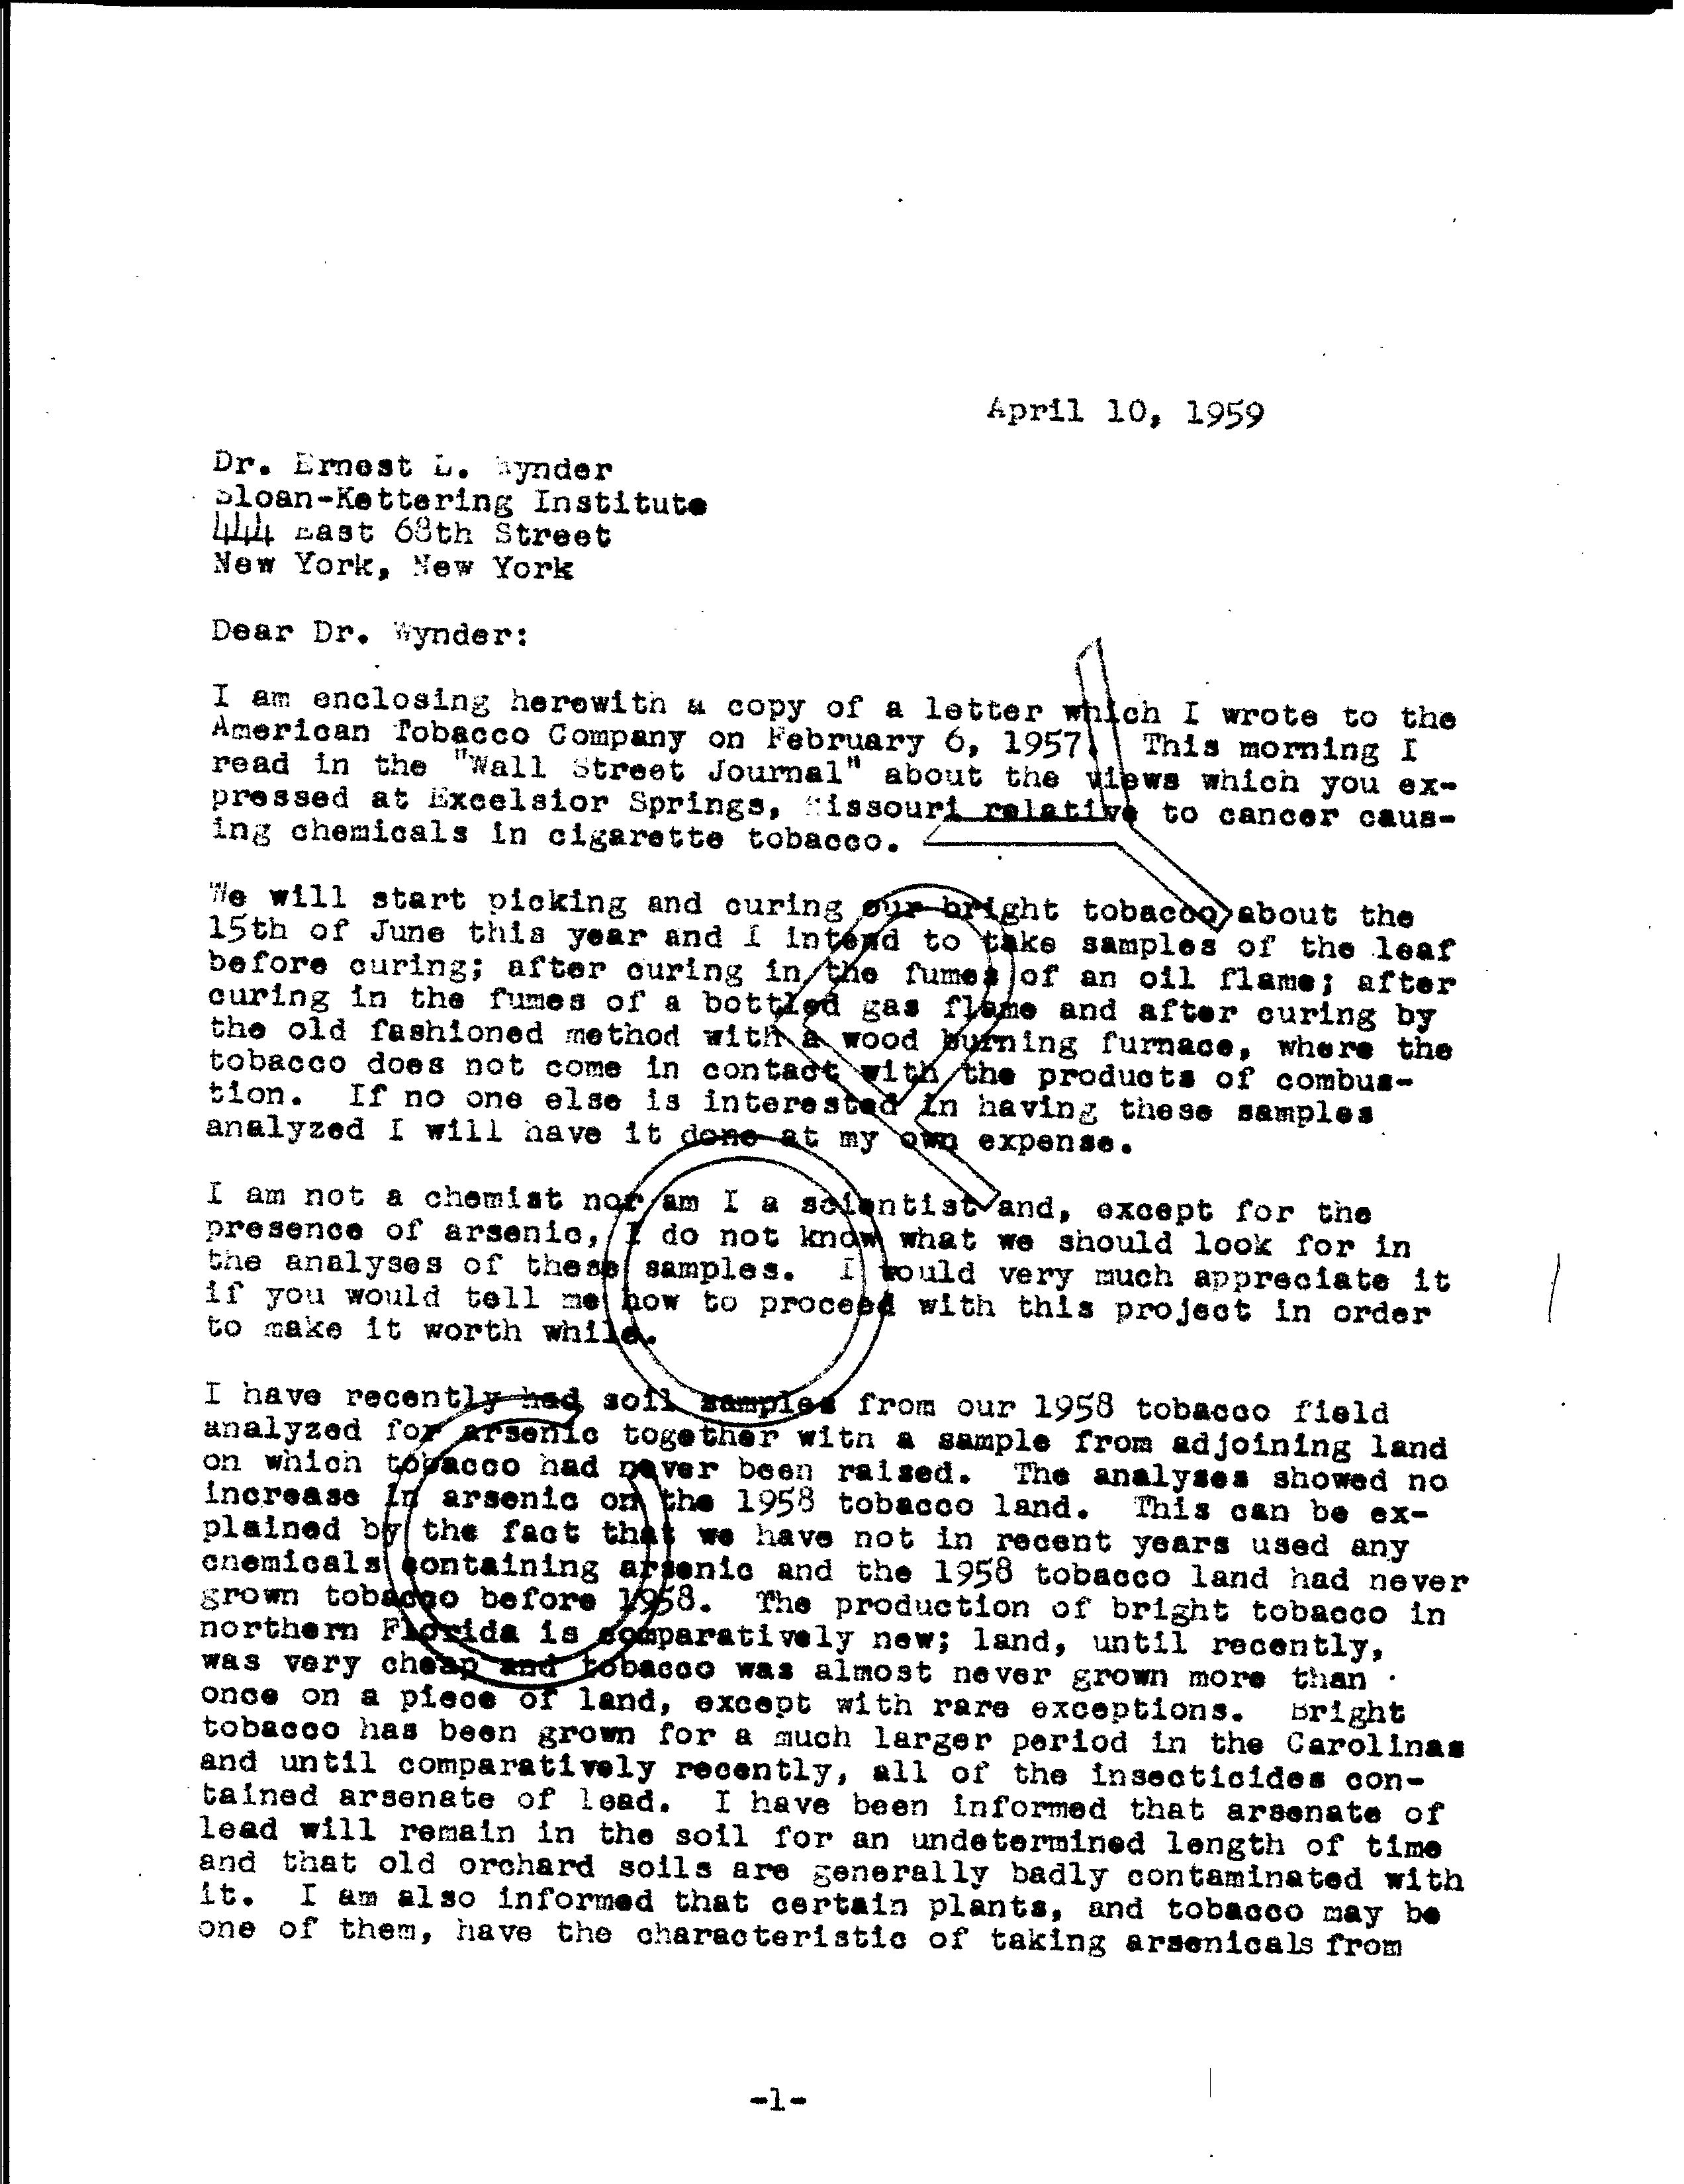 April 10, 1959
Dr. Ernest L. Wynder
Sloan-Kettering Institute
444 East 68th Street
New York, New York
Dear Dr. Wynder:
I am enclosing herewith a copy of a letter which I wrote to the
American Tobacco Company on February 6, 1957. This morning I
read in the "Wall Street Journal" about the views which you ex-
pressed at Excelsior Springs, Missouri relative to cancer caus-
ing chemicals in cigarette tobacco.
We will start picking and curing our bright tobacco about the
15th of June this year and I intend to take samples of the leaf
before curing; after curing in the fumes of an oil flame; after
curing in the fumes of a bottled gas flame and after curing by
the old fashioned method with a wood burning furnace, where the
tobacco does not come in contact with the products of combus-
tion. If no one else is interested in having these samples
analyzed I will have it done at my own expense.
I am not a chemist nor am I a scientist and, except for the
presence of arsenic, I do not know what we should look for in
the analyses of these samples. I would very much appreciate it
if you would tell me how to proceed with this project in order
to make it worth while.
I have recently had soil samples from our 1958 tobacco field
analyzed for arsenic together with a sample from adjoining land
on which tobacco had never been raised. The analyses showed no
increase in arsenic on the 1958 tobacco land. This can be ex-
plained by the fact that we have not in recent years used any
chemicals containing arsenic and the 1958 tobacco land had never
grown tobacco before 1958. The production of bright tobacco in
northern Florida is comparatively new; land, until recently,
was very cheap and tobacco was almost never grown more than
once on a piece of land, except with rare exceptions. Bright
tobacco has been grown for a much larger period in the Carolinas
and until comparatively recently, all of the insecticides con-
tained arsenate of lead. I have been informed that arsenate of
lead will remain in the soil for an undetermined length of time
and that old orchard soils are generally badly contaminated with
it. I am also informed that certain plants, and tobacco may be
one of them, have the characteristic of taking arsenicals from
-1-
COPY